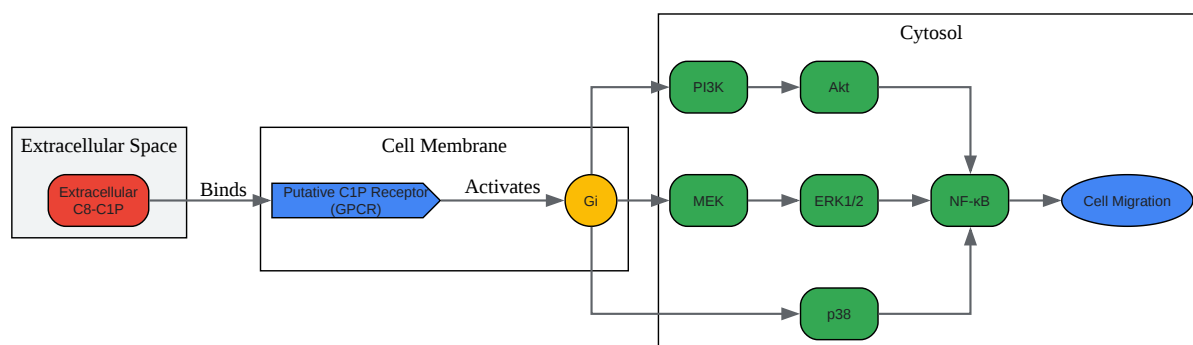 Cytosol
PI3K
Akt
Extracellular Space
Cell Membrane
Extracellular
C8-C1P
Binds
Putative C1P Receptor
(GPCR)
Activates
Gi
MEK
ERK1/2
NF-κB
Cell Migration
p38